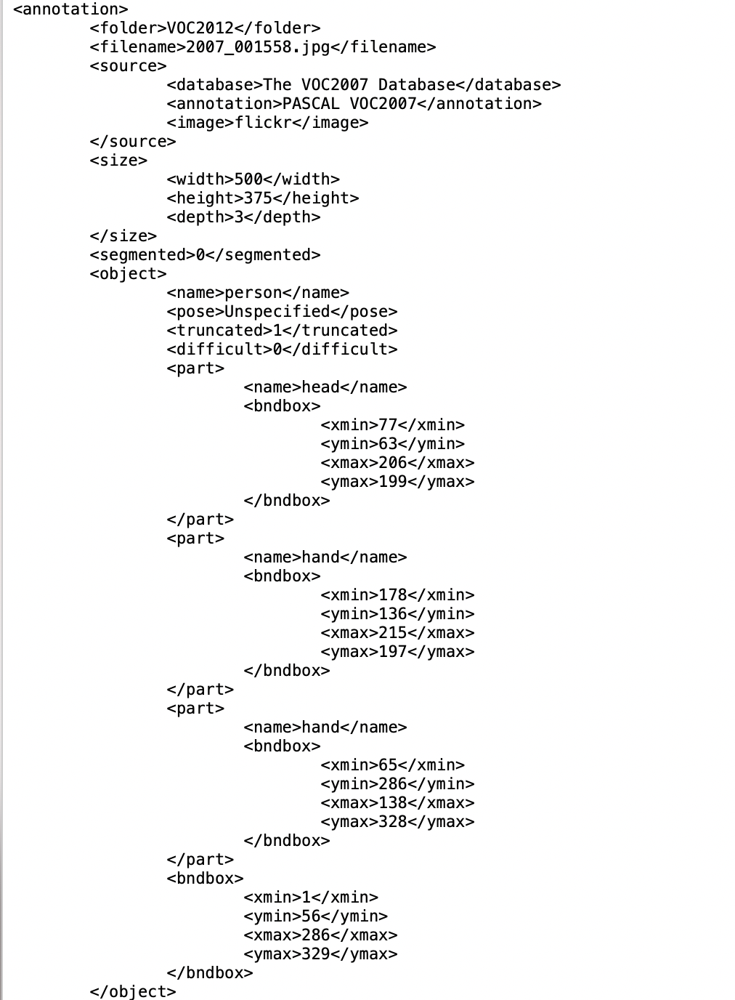 <annotation>
<folder>VOC2012</folder>
<filename>2007_001558.jpg</filename>
<source>
<database>The VOC2007 Database</database>
<annotation>PASCAL VOC2007</annotation>
<image>flickr</image>
</source>
<size>
<width>500</width>
<height>375</height>
<depth>3</depth>
</size>
<segmented>0</segmented>
<object>
<name>person</name>
<pose>Unspecified</pose>
<truncated>1</truncated>
<difficult>0</difficult>
<part>
<name>head</name>
<bndbox>
<xmin>77</xmin>
<ymin>63</ymin>
<xmax>206</xmax>
<ymax>199</ymax>
</bndbox>
</part>
<part>
<name>hand</name>
<bndbox>
<xmin>178</xmin>
<ymin>136</ymin>
<xmax>215</xmax>
<ymax>197</ymax>
</bndbox>
</part>
<part>
<name>hand</name>
<bndbox>
<xmin>65</xmin>
<ymin>286</ymin>
<xmax>138</xmax>
<ymax>328</ymax>
</bndbox>
</part>
<bndbox>
<xmin>1</xmin>
<ymin>56</ymin>
<xmax>286</xmax>
<ymax>329</ymax>
</bndbox>
</object>